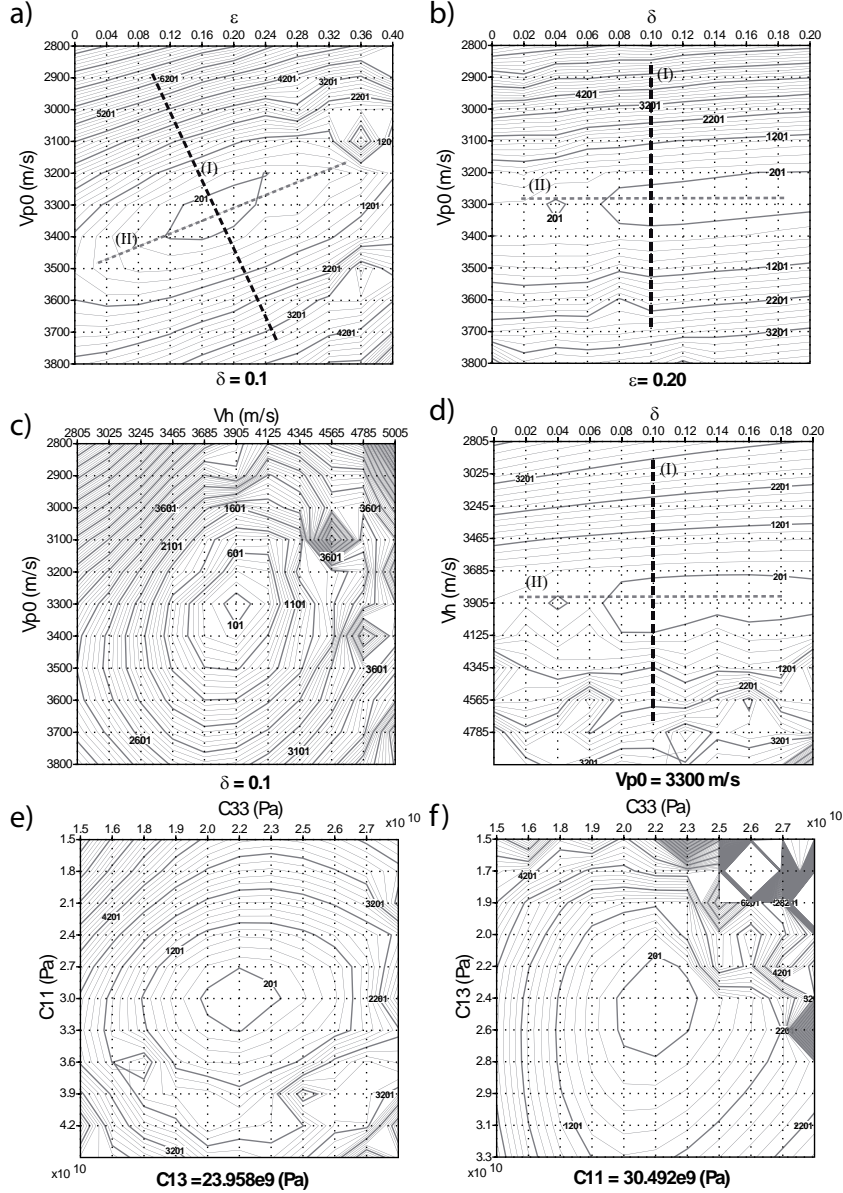 a)
ε
0 0.04 0.08 0.12 0.16 0.20 0.24 0.28 0.32 0.36 0.40
2800
2900
3000
3100
3200
3300
3400
3500
3600
3700
3800
Vp0 (m/s)
6201
4201
3201
2201
5201
1201
(I)
201
1201
(II)
2201
3201
4201
δ = 0.1
b)
δ
0 0.02 0.04 0.06 0.08 0.10 0.12 0.14 0.16 0.18 0.20
2800
2900
3000
3100
3200
3300
3400
3500
3600
3700
3800
Vp0 (m/s)
(I)
4201
3201
2201
1201
201
(II)
201
1201
2201
3201
ε= 0.20
c)
Vh (m/s)
2805 3025 3245 3465 3685 3905 4125 4345 4565 4785 5005
2800
2900
3000
3100
3200
3300
3400
3500
3600
3700
3800
Vp0 (m/s)
3601 1601 3601
2101
601 3601
1101
101
3601
2601 3101
δ = 0.1
d)
δ
0 0.02 0.04 0.06 0.08 0.10 0.12 0.14 0.16 0.18 0.20
2805
3025
3245
3465
3685
3905
4125
4345
4565
4785
Vh (m/s)
(I)
3201
2201
1201
(II)
201
1201
2201
3201
3201
Vp0 = 3300 m/s
e)
C33 (Pa)
x10 10
1.5 1.6 1.8 1.9 2.0 2.2 2.3 2.5 2.6 2.7
1.5
1.7
1.9
2.2
2.4
2.7
3.0
3.3
3.6
3.9
4.2
C11 (Pa)
x10 10
3201
4201
1201
201
2201
3201
3201
C13 =23.958e9 (Pa)
f)
C33 (Pa)
x10 10
1.5 1.6 1.8 1.9 2.0 2.2 2.3 2.5 2.6 2.7
1.5
1.7
1.9
2.0
2.2
2.4
2.6
2.9
3.1
3.3
C13 (Pa)
x10 10
4201
6201
201
4201
1201
2201
C11 = 30.492e9 (Pa)